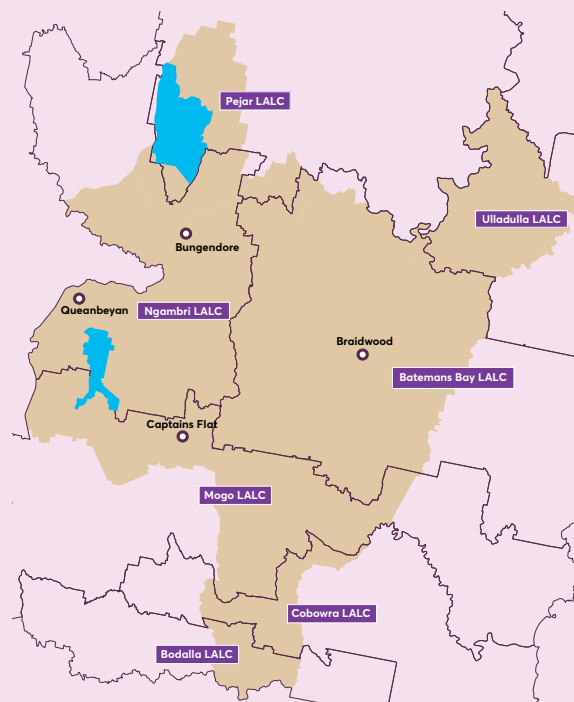 Pejar LALC
Ulladulla LALC
Bungendore
Queanbeyan
Ngambri LALC
Braidwood
Batemans Bay LALC
Captains Flat
Mogo LALC
Cobowra LALC
Bodalla LALC